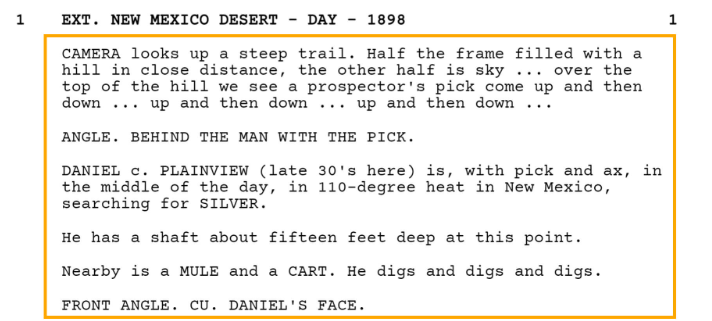 1 EXT. NEW MEXICO DESERT - DAY - 1898 1
CAMERA looks up a steep trail. Half the frame filled with a
hill in close distance, the other half is sky ... over the
top of the hill we see a prospector's pick come up and then
down ... up and then down ... up and then down ...
ANGLE. BEHIND THE MAN WITH THE PICK.
DANIEL c. PLAINVIEW (late 30's here) is, with pick and ax, in
the middle of the day, in 110-degree heat in New Mexico,
searching for SILVER.
He has a shaft about fifteen feet deep at this point.
Nearby is a MULE and a CART. He digs and digs and digs.
FRONT ANGLE. CU. DANIEL'S FACE.